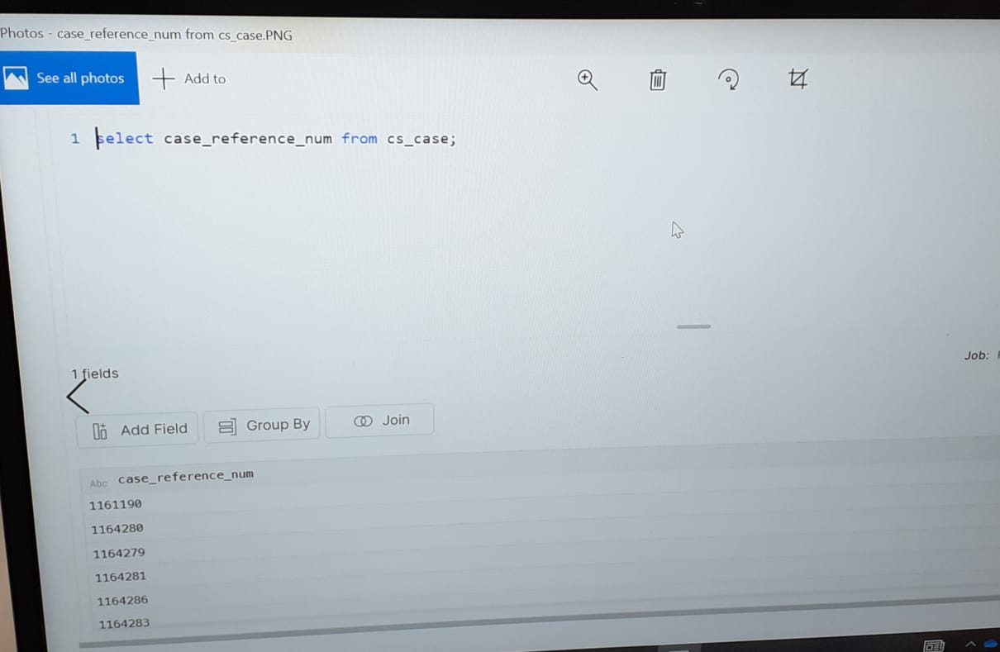 Photos - case_reference_num from cs_case.PNG
See all photos
Add to
1 select case_reference_num from cs_case;
1 fields
Job:
Add Field
Group By
Join
Abc case_reference_num
1161190
1164280
1164279
1164281
1164286
1164283